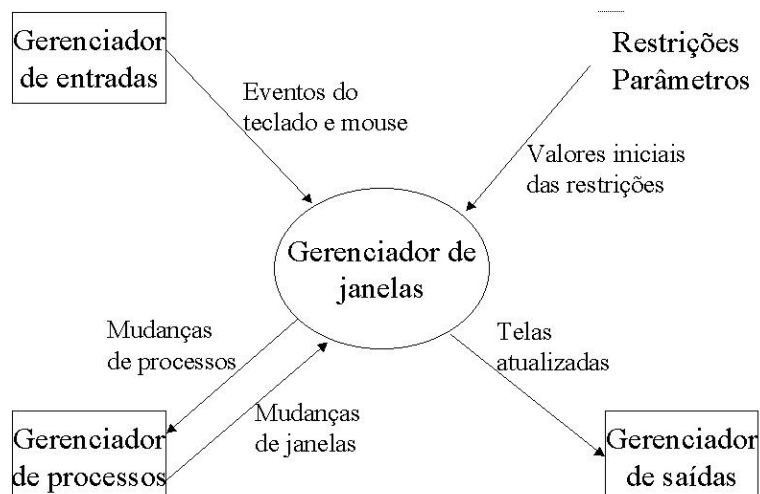 Gerenciador
de entradas
Restrições
Parâmetros
Eventos do
teclado e mouse
Valores iniciais
das restrições
Gerenciador de
janelas
Mudanças
de processos
Telas
atualizadas
Mudanças
de janelas
Gerenciador
de processos
Gerenciador
de saídas